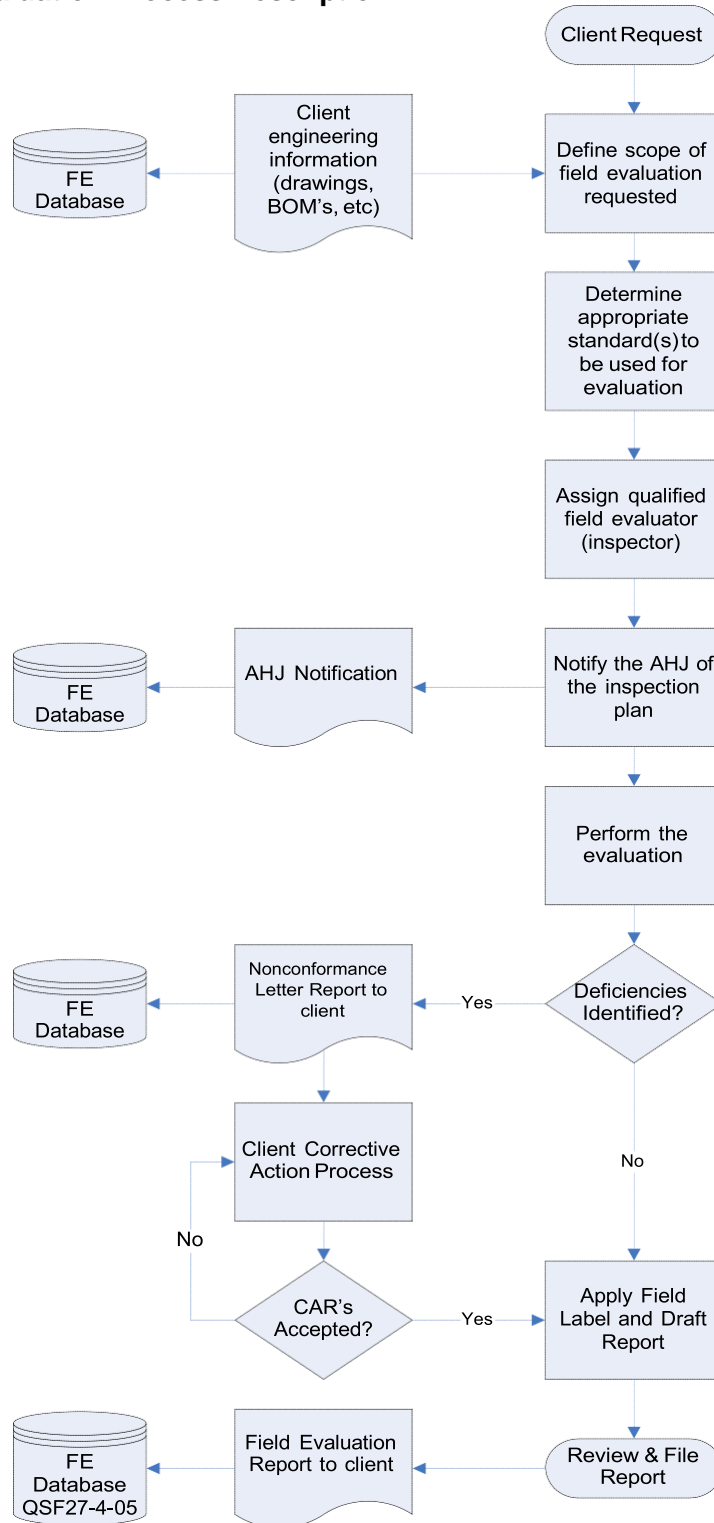 Client Request
Client
engineering
information
(drawings,
BOM's, etc)
FE
Database
Define scope of
field evaluation
requested
Determine
appropriate
standard(s)to
be used for
evaluation
Assign qualified
field evaluator
(inspector)
Notify the AHJ of
the inspection
plan
AHJ Notification
FE
Database
Perform the
evaluation
Deficiencies
Identified?
Yes
Nonconformance
Letter Report to
client
FE
Database
Client Corrective
Action Process
No
No
CAR's
Accepted?
Yes
Apply Field
Label and Draft
Report
Review & File
Report
Field Evaluation
Report to client
FE
Database
QSF27-4-05